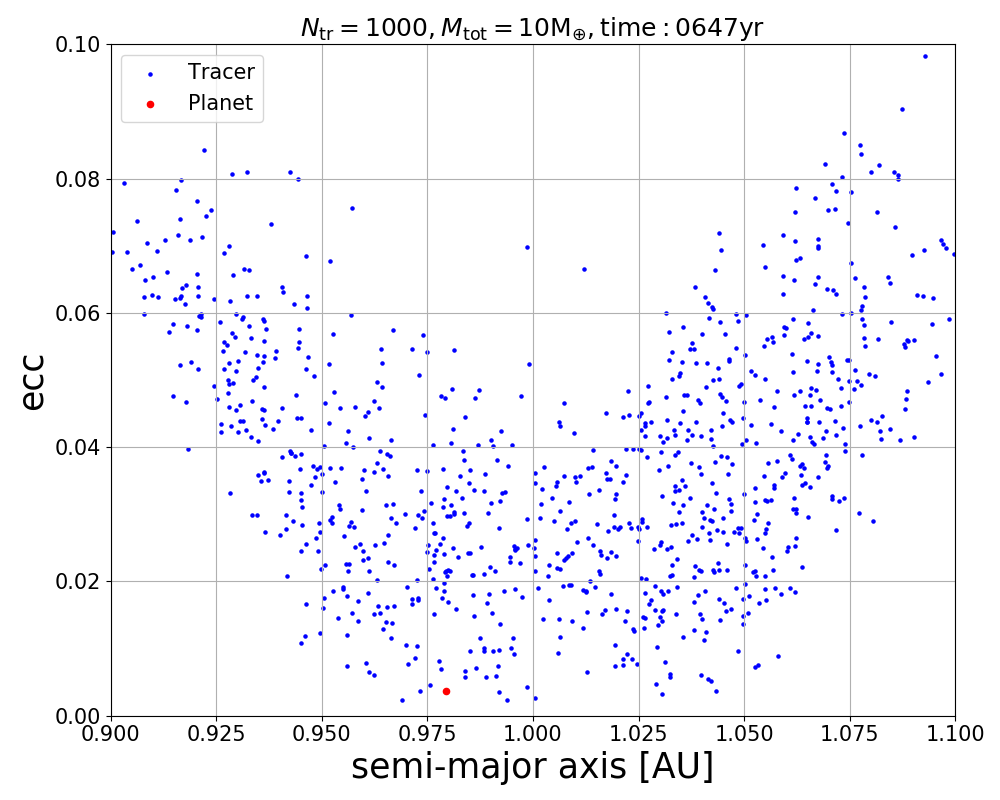 N_tr = 1000, M_tot = 10M_⊕, time : 0647yr
Tracer
Planet
ecc
0.10
0.08
0.06
0.04
0.02
0.00
0.900 0.925 0.950 0.975 1.000 1.025 1.050 1.075 1.100
semi-major axis [AU]